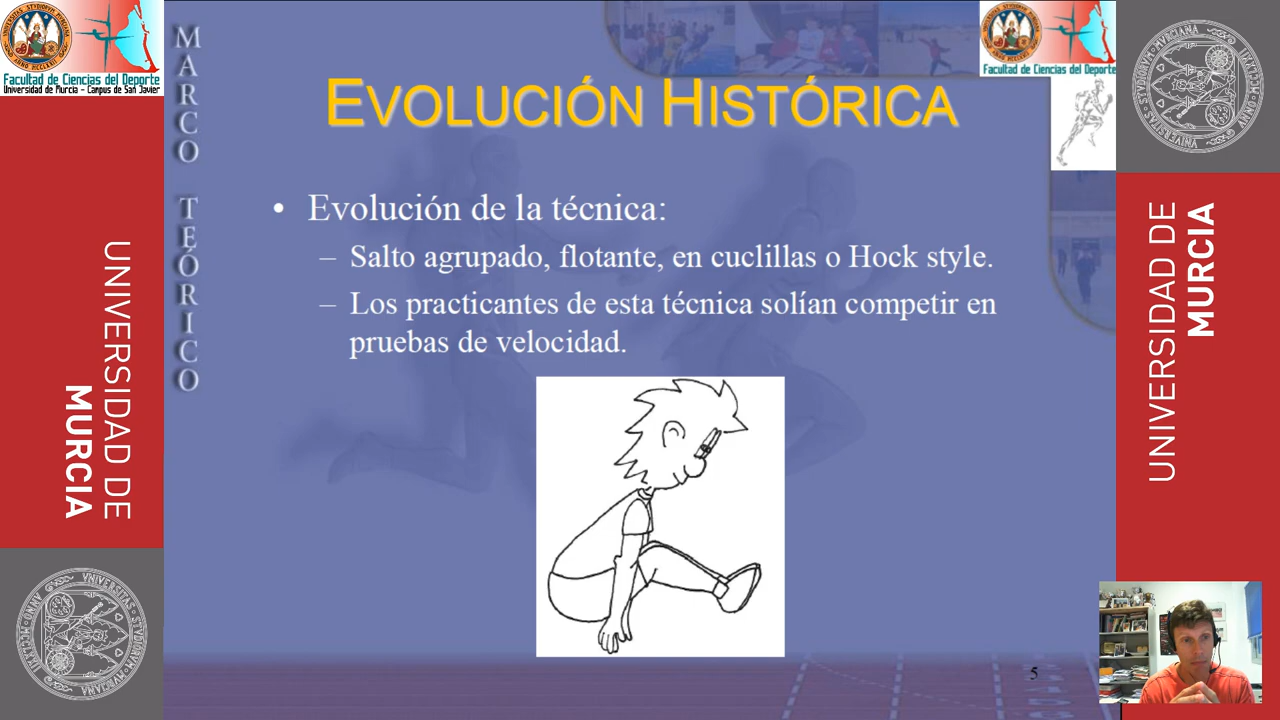 Facultad de Ciencias del Deporte
Universidad de Murcia - Campus de San Javier
MARCO TEÓRICO
EVOLUCIÓN HISTÓRICA
• Evolución de la técnica:
– Salto agrupado, flotante, en cuclillas o Hock style.
– Los practicantes de esta técnica solían competir en
pruebas de velocidad.
5
Facultad de Ciencias del Deporte
UNIVERSIDAD DE
MURCIA
UNIVERSIDAD DE
MURCIA